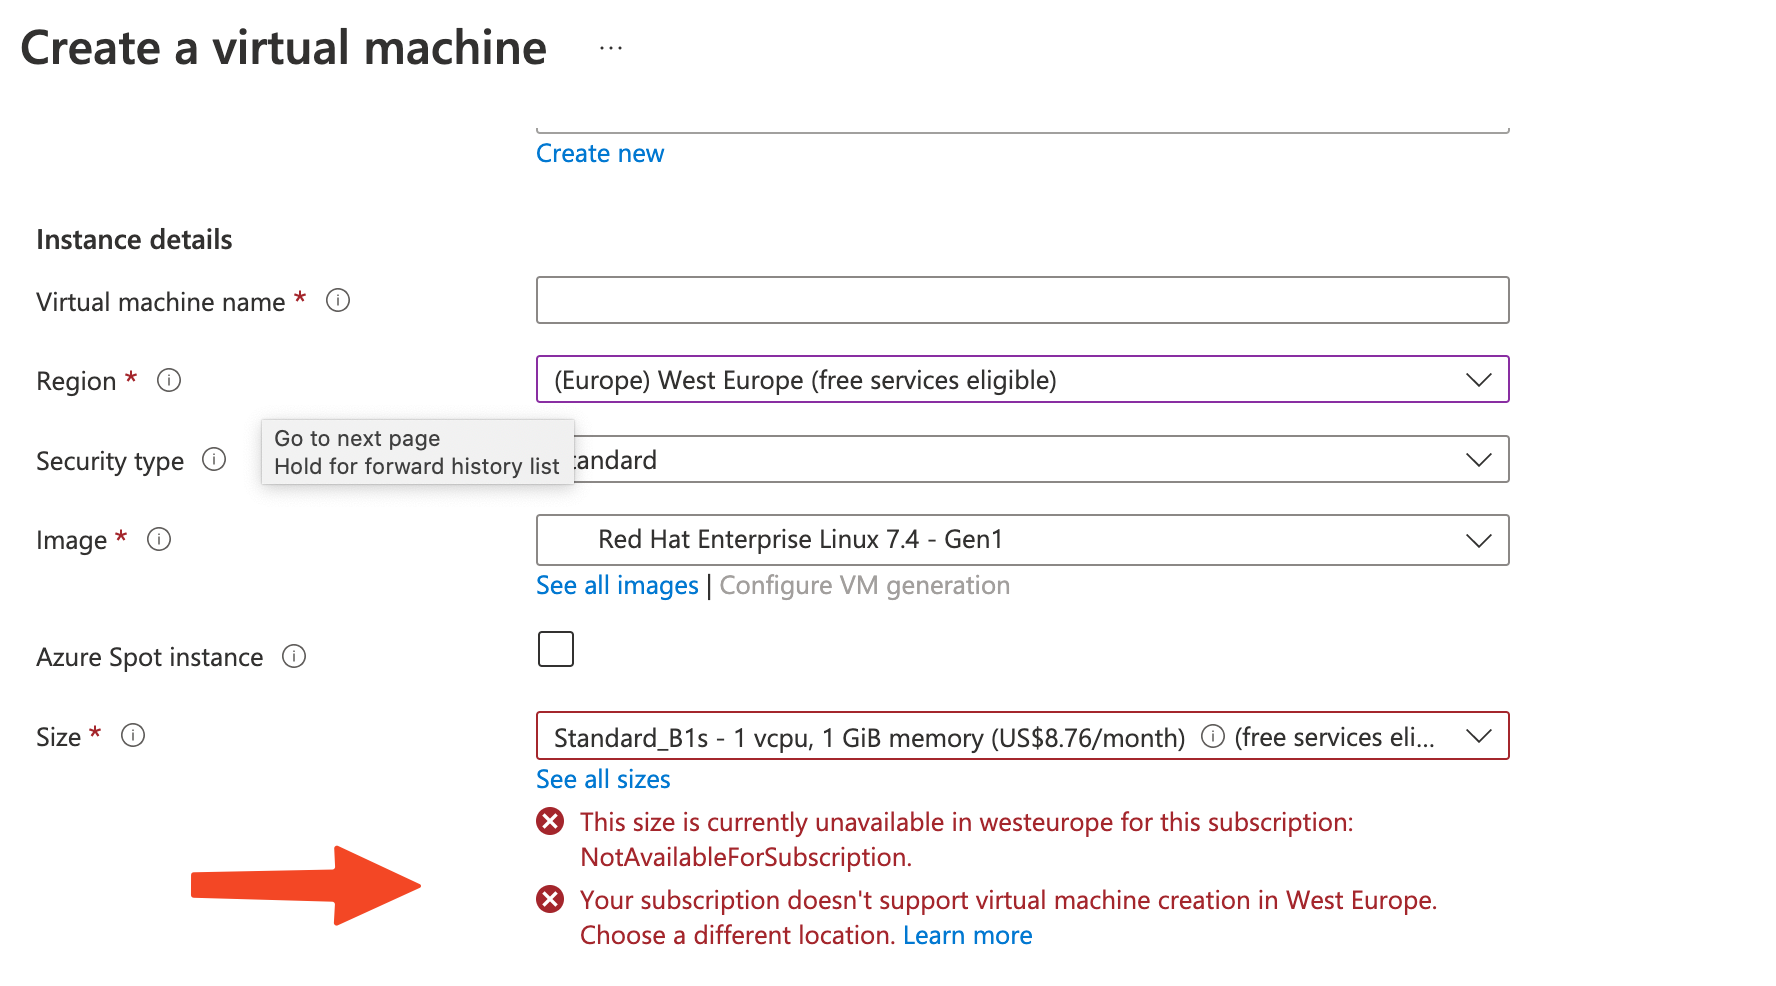 Create a virtual machine ...
Create new
Instance details
Virtual machine name *
Region *
(Europe) West Europe (free services eligible)
Go to next page
Hold for forward history list
Security type
tandard
Image *
Red Hat Enterprise Linux 7.4 - Gen1
See all images | Configure VM generation
Azure Spot instance
Size *
Standard_B1s - 1 vcpu, 1 GiB memory (US$8.76/month) (free services eli...
See all sizes
This size is currently unavailable in westeurope for this subscription:
NotAvailableForSubscription.
Your subscription doesn't support virtual machine creation in West Europe.
Choose a different location. Learn more